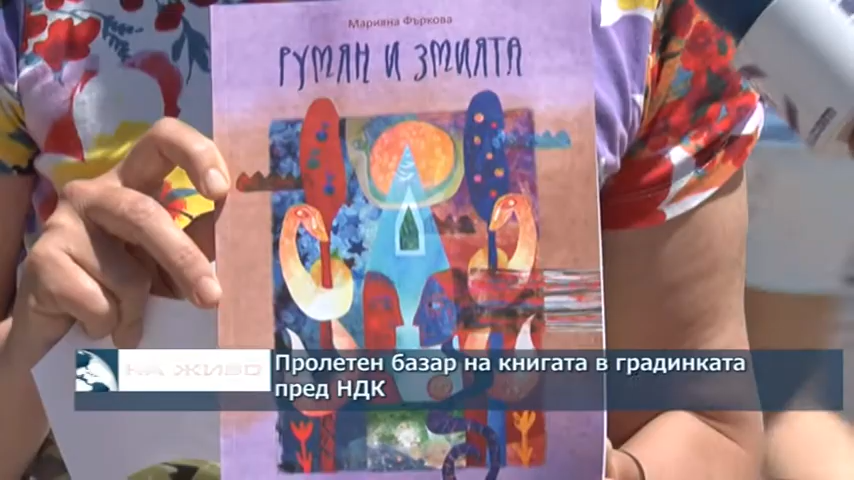 Марияна Фъркова
РУМЯН И ЗМИЯТА
НА ЖИВО
Пролетен базар на книгата в градинката
пред НДК